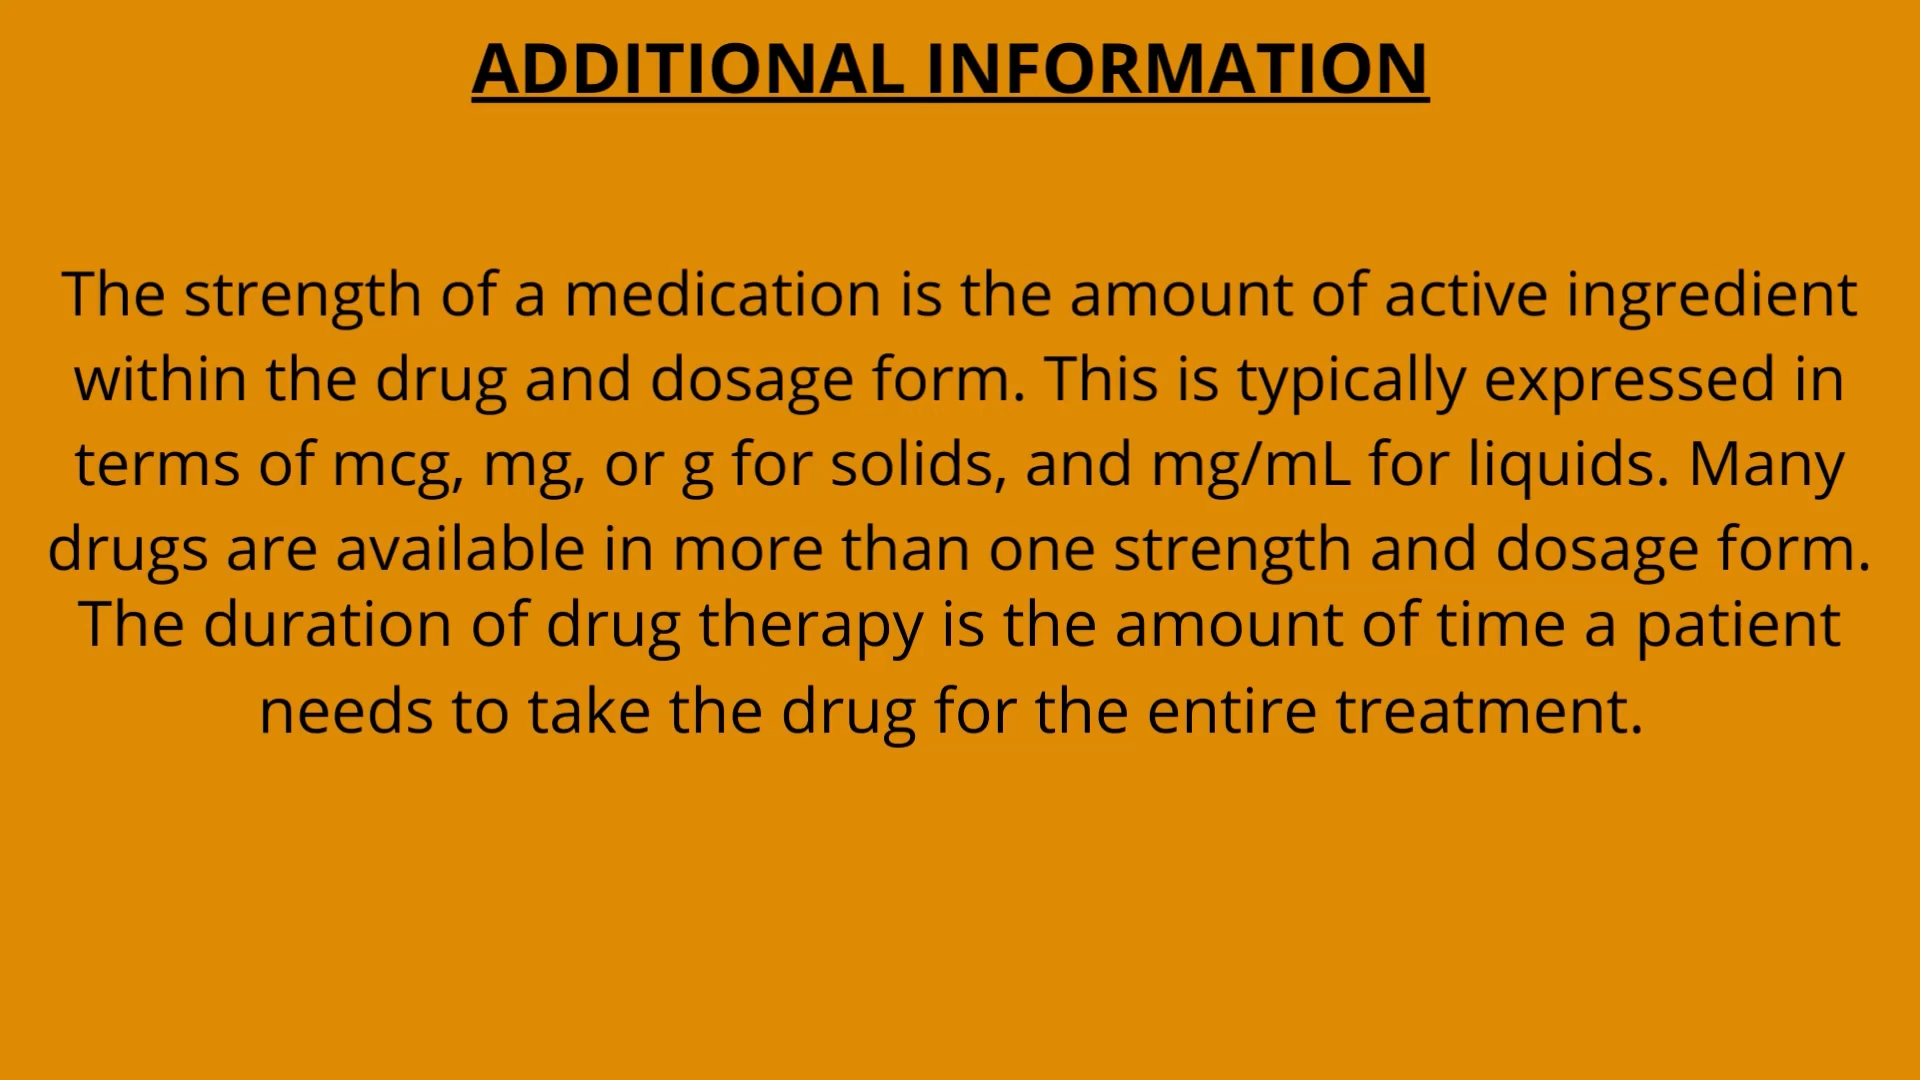 ADDITIONAL INFORMATION
The strength of a medication is the amount of active ingredient
within the drug and dosage form. This is typically expressed in
terms of mcg, mg, or g for solids, and mg/mL for liquids. Many
drugs are available in more than one strength and dosage form.
The duration of drug therapy is the amount of time a patient
needs to take the drug for the entire treatment.